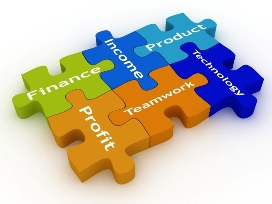 Finance
Income
Product
Profit
Teamwork
Technology